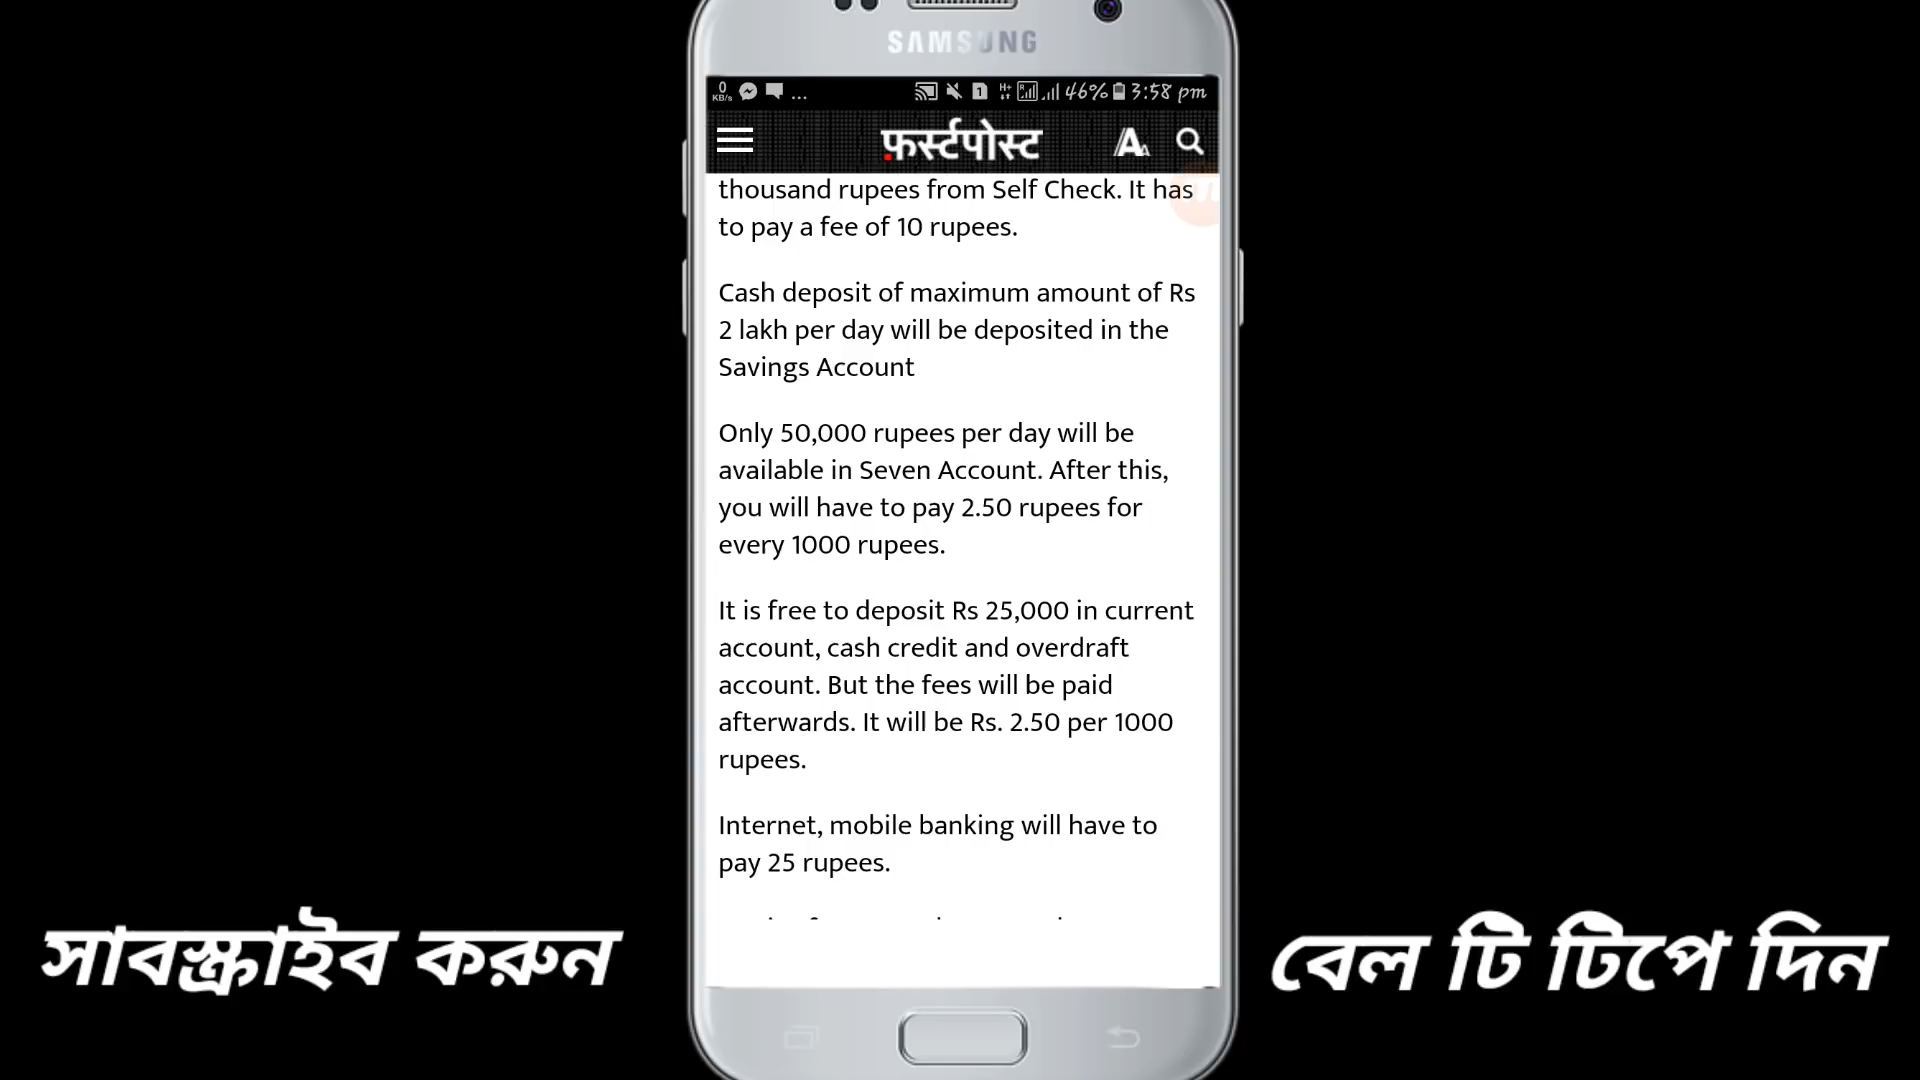 SAMSUNG
0
KB/s
...
1
H+
R
46%
3:58 pm
फ़र्स्टपोस्ट
AA
thousand rupees from Self Check. It has
to pay a fee of 10 rupees.
Cash deposit of maximum amount of Rs
2 lakh per day will be deposited in the
Savings Account
Only 50,000 rupees per day will be
available in Seven Account. After this,
you will have to pay 2.50 rupees for
every 1000 rupees.
It is free to deposit Rs 25,000 in current
account, cash credit and overdraft
account. But the fees will be paid
afterwards. It will be Rs. 2.50 per 1000
rupees.
Internet, mobile banking will have to
pay 25 rupees.
সাবস্ক্রাইব করুন
বেল টি টিপে দিন